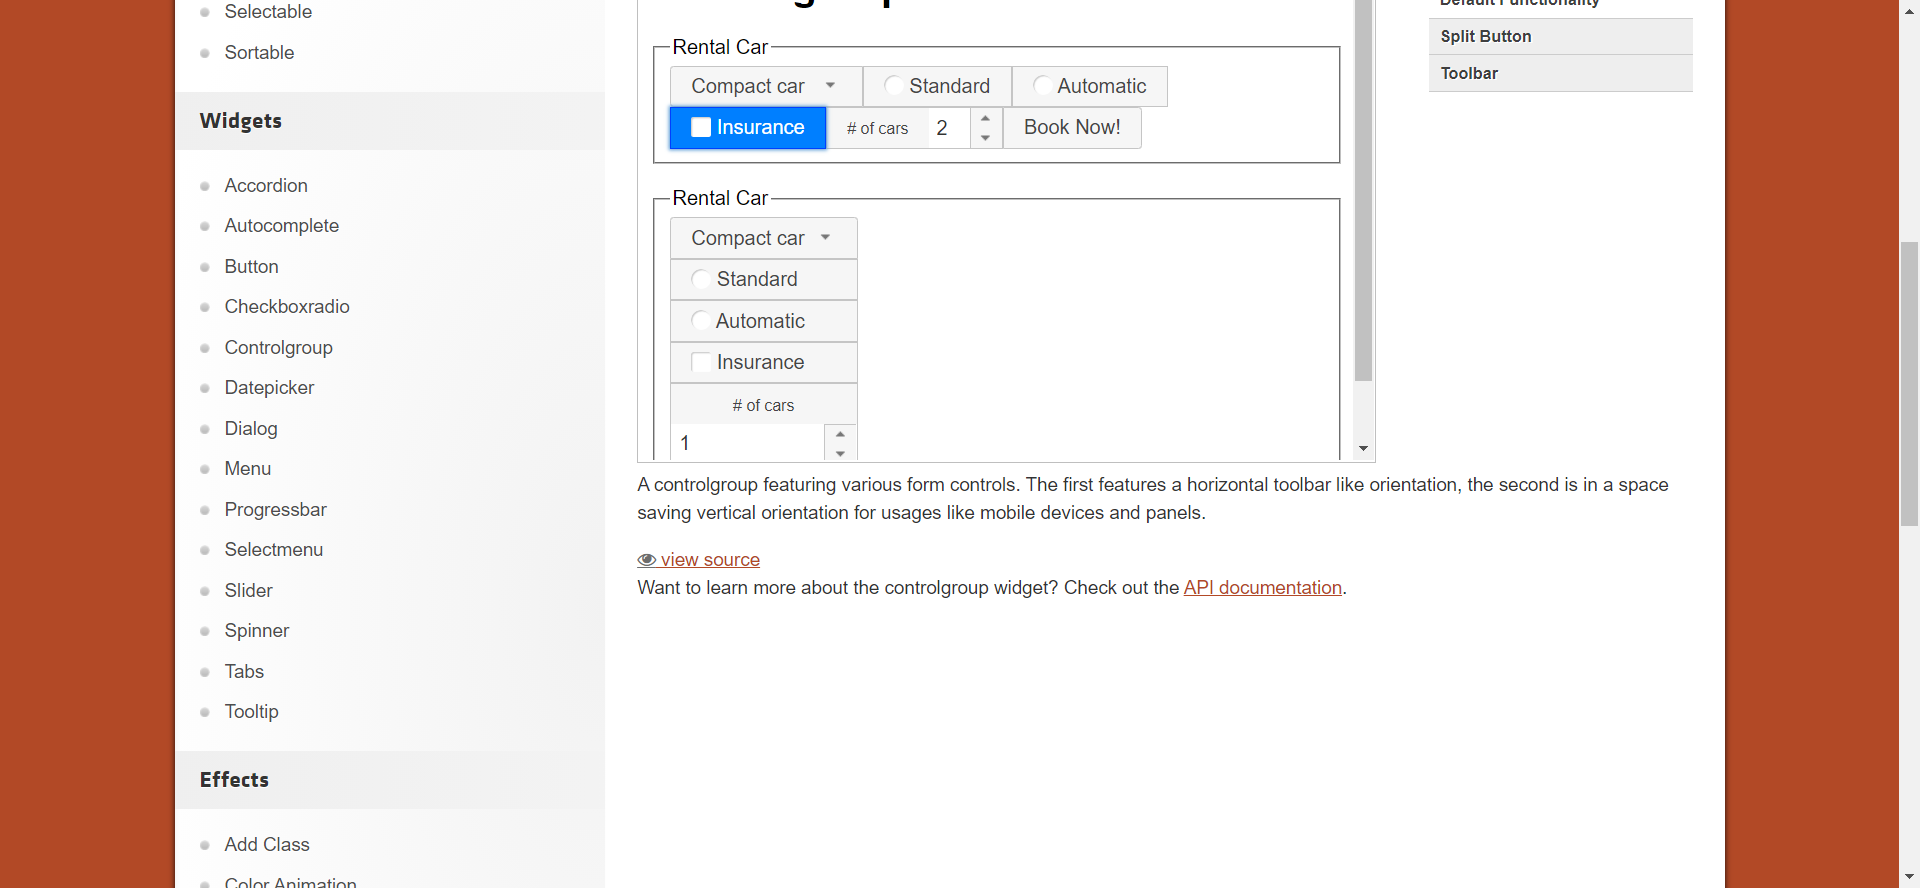 Selectable
Sortable
Widgets
Accordion
Autocomplete
Button
Checkboxradio
Controlgroup
Datepicker
Dialog
Menu
Progressbar
Selectmenu
Slider
Spinner
Tabs
Tooltip
Effects
Add Class
Color Animation
Rental Car
Compact car Standard Automatic
Insurance # of cars 2 Book Now!
Rental Car
Compact car
Standard
Automatic
Insurance
# of cars
1
A controlgroup featuring various form controls. The first features a horizontal toolbar like orientation, the second is in a space
saving vertical orientation for usages like mobile devices and panels.
view source
Want to learn more about the controlgroup widget? Check out the API documentation.
Default Functionality
Split Button
Toolbar